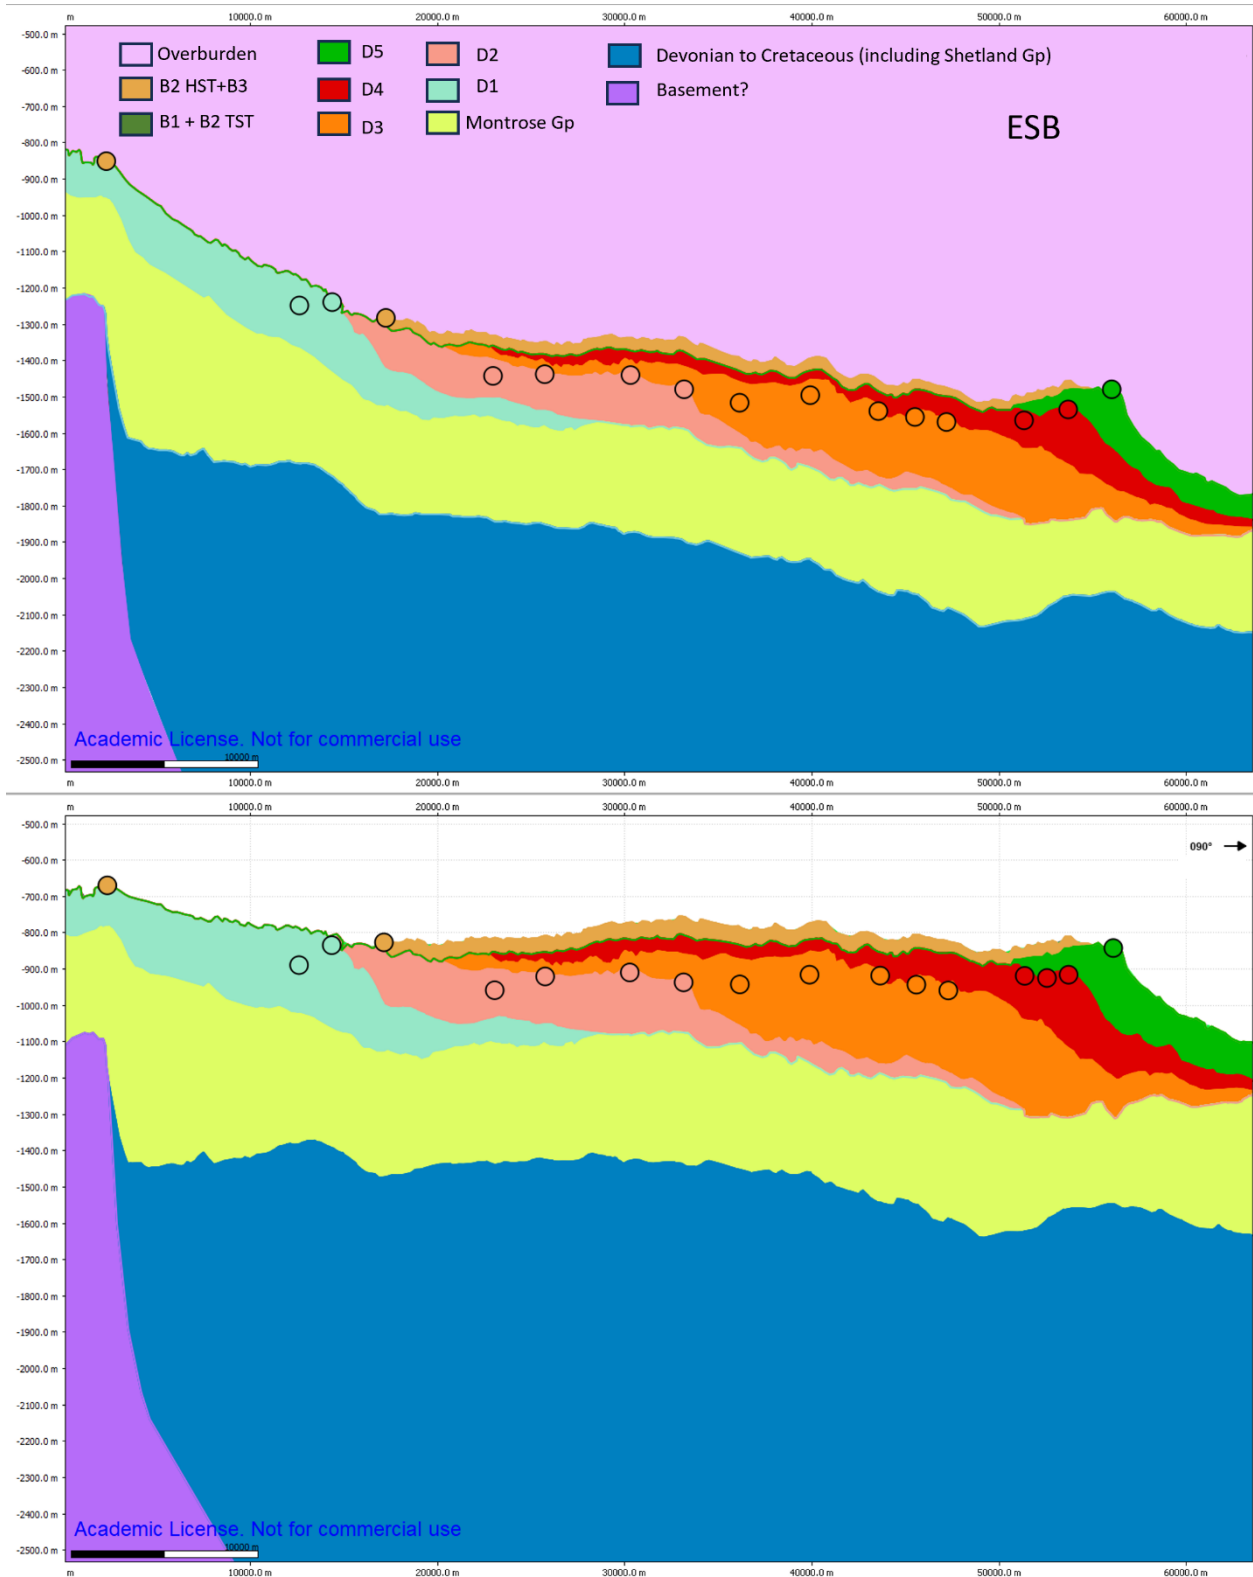 m 10000.0 m 20000.0 m 30000.0 m 40000.0 m 50000.0 m 60000.0 m
-500.0 m
-600.0 m
-700.0 m
-800.0 m
-900.0 m
-1000.0 m
-1100.0 m
-1200.0 m
-1300.0 m
-1400.0 m
-1500.0 m
-1600.0 m
-1700.0 m
-1800.0 m
-1900.0 m
-2000.0 m
-2100.0 m
-2200.0 m
-2300.0 m
-2400.0 m
-2500.0 m
Overburden D5 D2 Devonian to Cretaceous (including Shetland Gp)
B2 HST+B3 D4 D1 Basement?
B1 + B2 TST D3 Montrose Gp
ESB
Academic License. Not for commercial use
10000 m
m 10000.0 m 20000.0 m 30000.0 m 40000.0 m 50000.0 m 60000.0 m
m 10000.0 m 20000.0 m 30000.0 m 40000.0 m 50000.0 m 60000.0 m
-500.0 m
-600.0 m
-700.0 m
-800.0 m
-900.0 m
-1000.0 m
-1100.0 m
-1200.0 m
-1300.0 m
-1400.0 m
-1500.0 m
-1600.0 m
-1700.0 m
-1800.0 m
-1900.0 m
-2000.0 m
-2100.0 m
-2200.0 m
-2300.0 m
-2400.0 m
-2500.0 m
090°
Academic License. Not for commercial use
10000 m
m 10000.0 m 20000.0 m 30000.0 m 40000.0 m 50000.0 m 60000.0 m